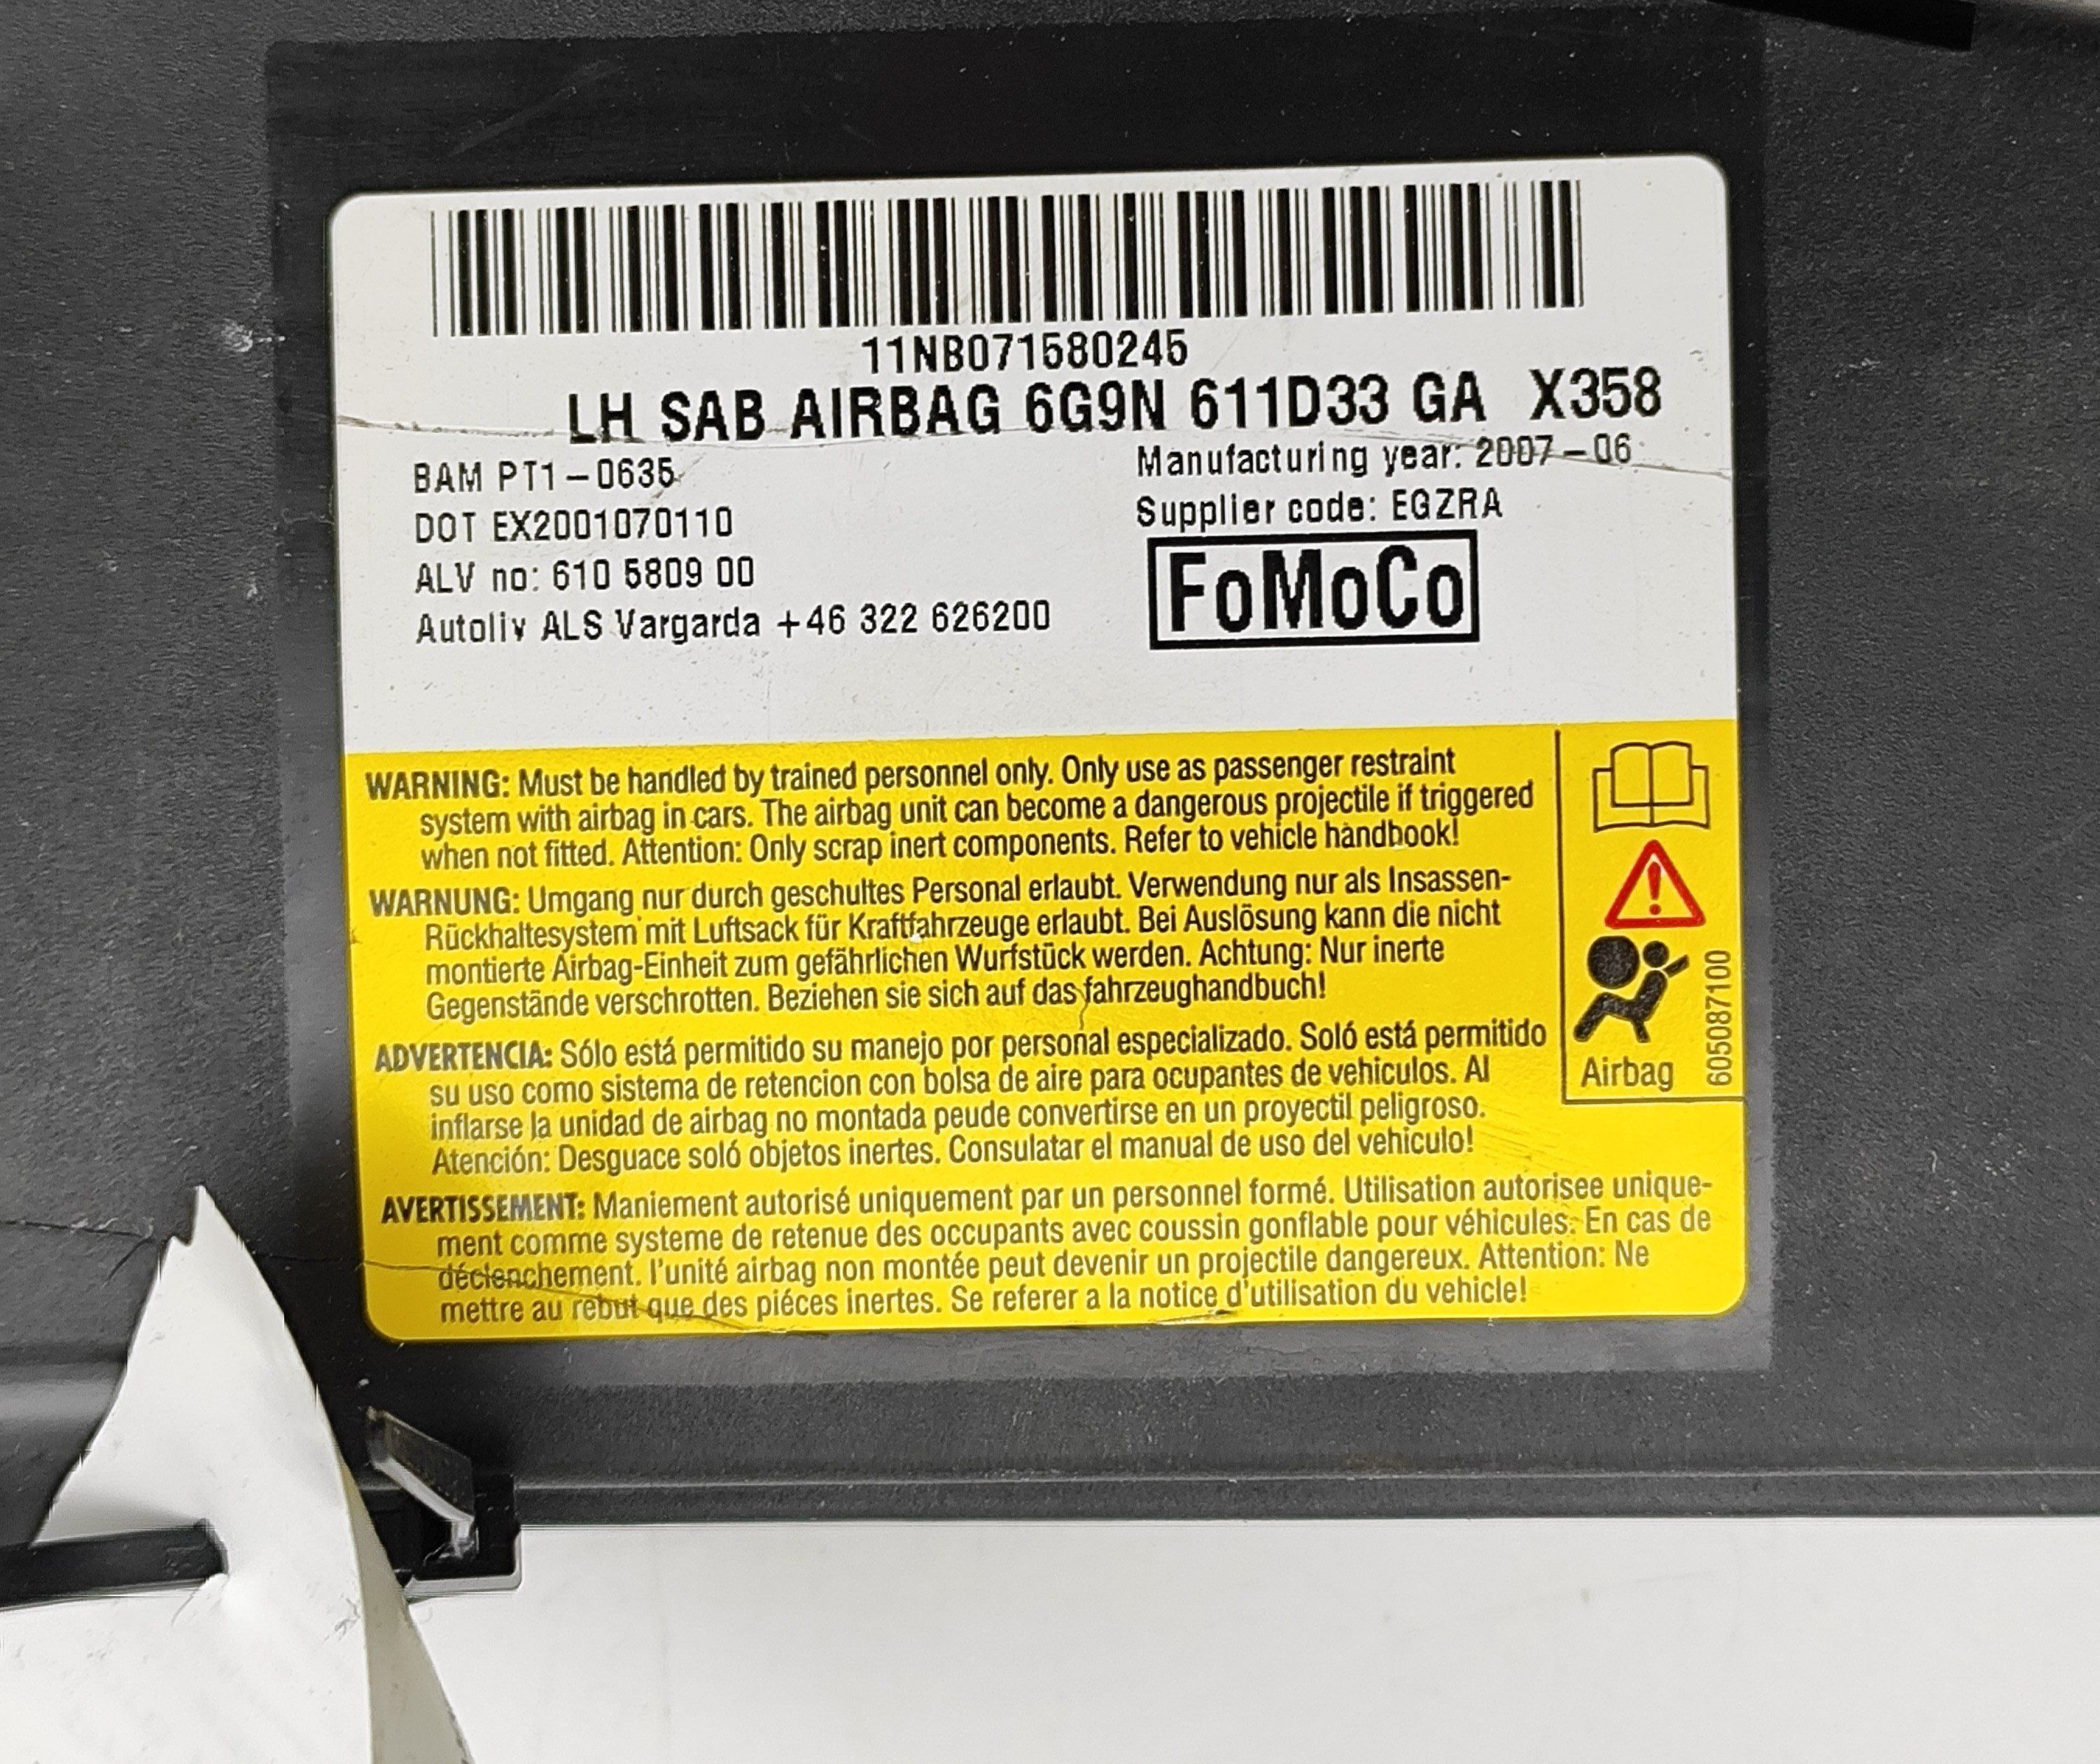 11NB071580245
LH SAB AIRBAG 6G9N 611D33 GA X358
BAM PT1-0635
Manufacturing year: 2007-06
DOT EX2001070110
Supplier code: EGZRA
ALV no: 610 5809 00
FoMoCo
Autoliv ALS Vargarda +46 322 626200
WARNING: Must be handled by trained personnel only. Only use as passenger restraint
system with airbag in cars. The airbag unit can become a dangerous projectile if triggered
when not fitted. Attention: Only scrap inert components. Refer to vehicle handbook!
WARNUNG: Umgang nur durch geschultes Personal erlaubt. Verwendung nur als Insassen-
Rückhaltesystem mit Luftsack für Kraftfahrzeuge erlaubt. Bei Auslösung kann die nicht
montierte Airbag-Einheit zum gefährlichen Wurfstück werden. Achtung: Nur inerte
Gegenstände verschrotten. Beziehen sie sich auf das fahrzeughandbuch!
ADVERTENCIA: Sólo está permitido su manejo por personal especializado. Soló está permitido
su uso como sistema de retencion con bolsa de aire para ocupantes de vehiculos. Al
inflarse la unidad de airbag no montada peude convertirse en un proyectil peligroso.
Atención: Desguace soló objetos inertes. Consulatar el manual de uso del vehiculo!
AVERTISSEMENT: Maniement autorisé uniquement par un personnel formé. Utilisation autorisee unique-
ment comme systeme de retenue des occupants avec coussin gonflable pour véhicules. En cas de
déclenchement. l'unité airbag non montée peut devenir un projectile dangereux. Attention: Ne
mettre au rebut que des piéces inertes. Se referer a la notice d'utilisation du vehicle!
Airbag
605087100